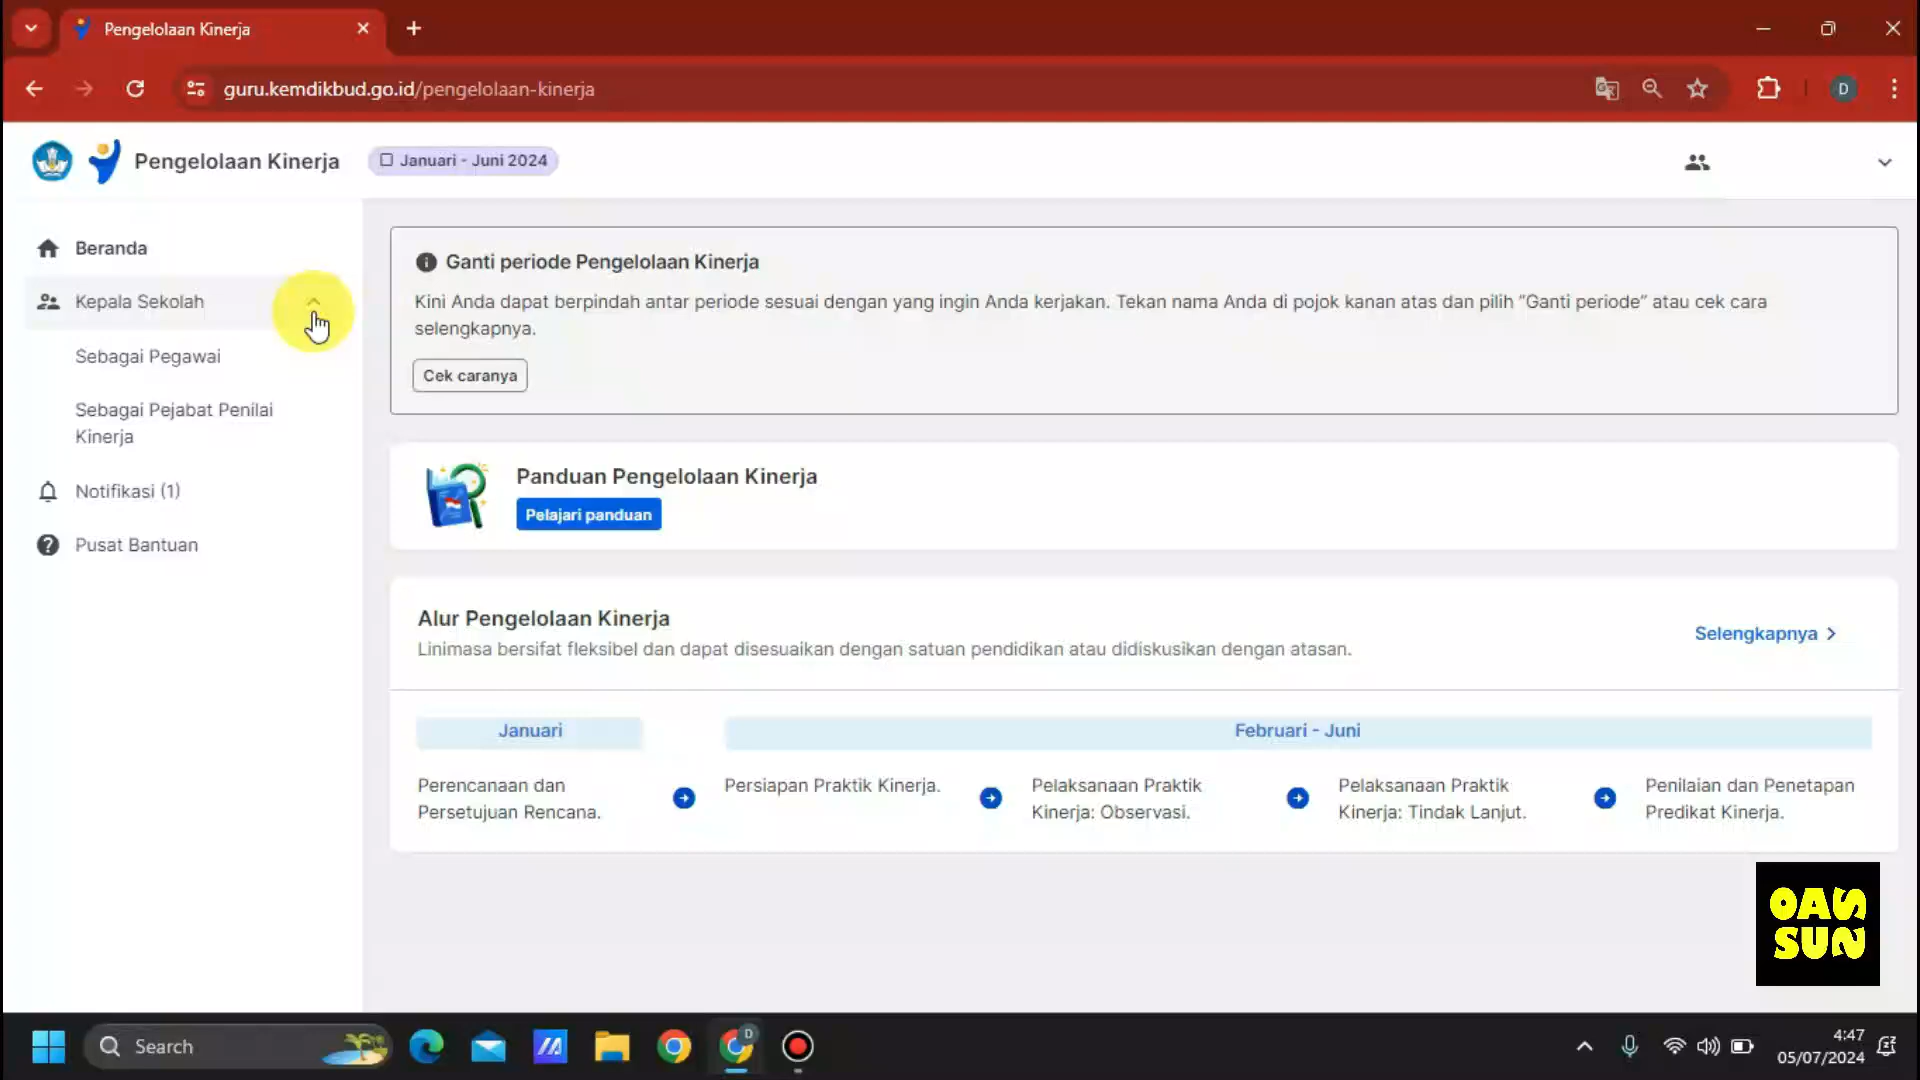 Pengelolaan Kinerja
guru.kemdikbud.go.id/pengelolaan-kinerja
D
Pengelolaan Kinerja
Januari - Juni 2024
Beranda
Kepala Sekolah
Sebagai Pegawai
Sebagai Pejabat Penilai
Kinerja
Notifikasi (1)
Pusat Bantuan
Ganti periode Pengelolaan Kinerja
Kini Anda dapat berpindah antar periode sesuai dengan yang ingin Anda kerjakan. Tekan nama Anda di pojok kanan atas dan pilih "Ganti periode" atau cek cara
selengkapnya.
Cek caranya
Panduan Pengelolaan Kinerja
Pelajari panduan
Alur Pengelolaan Kinerja
Linimasa bersifat fleksibel dan dapat disesuaikan dengan satuan pendidikan atau didiskusikan dengan atasan.
Selengkapnya
Januari
Februari - Juni
Perencanaan dan
Persetujuan Rencana.
Persiapan Praktik Kinerja.
Pelaksanaan Praktik
Kinerja: Observasi.
Pelaksanaan Praktik
Kinerja: Tindak Lanjut.
Penilaian dan Penetapan
Predikat Kinerja.
OAS
SUN
Search
D
4:47
05/07/2024